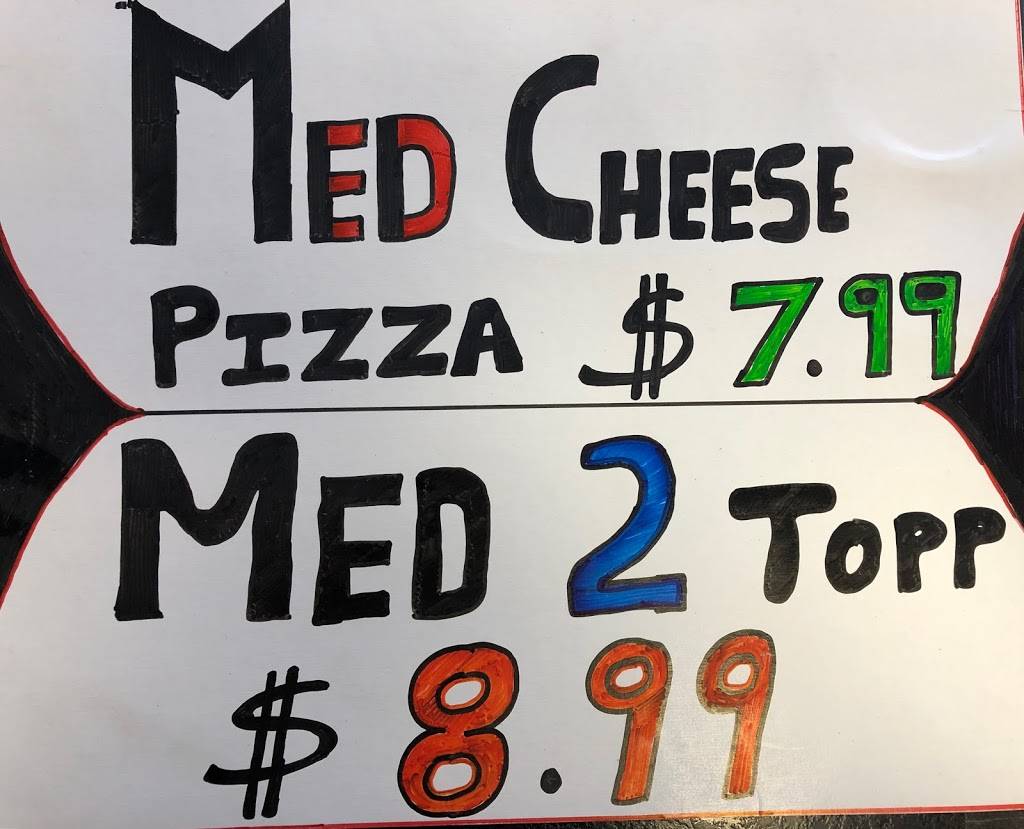 MED CHEESE
PIZZA $ 7.99
MED 2 TOPP
$ 8.99